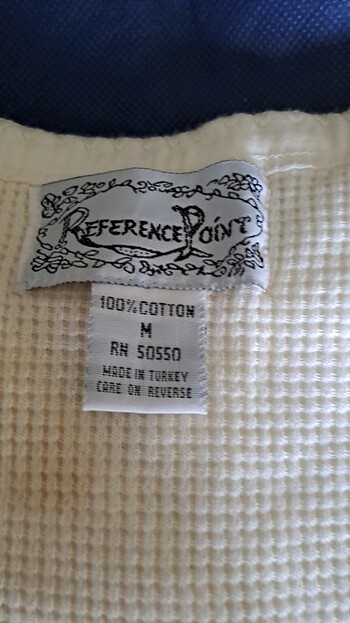 REFERENCE POINT
100% COTTON
M
RN 50550
MADE IN TURKEY
CARE ON REVERSE